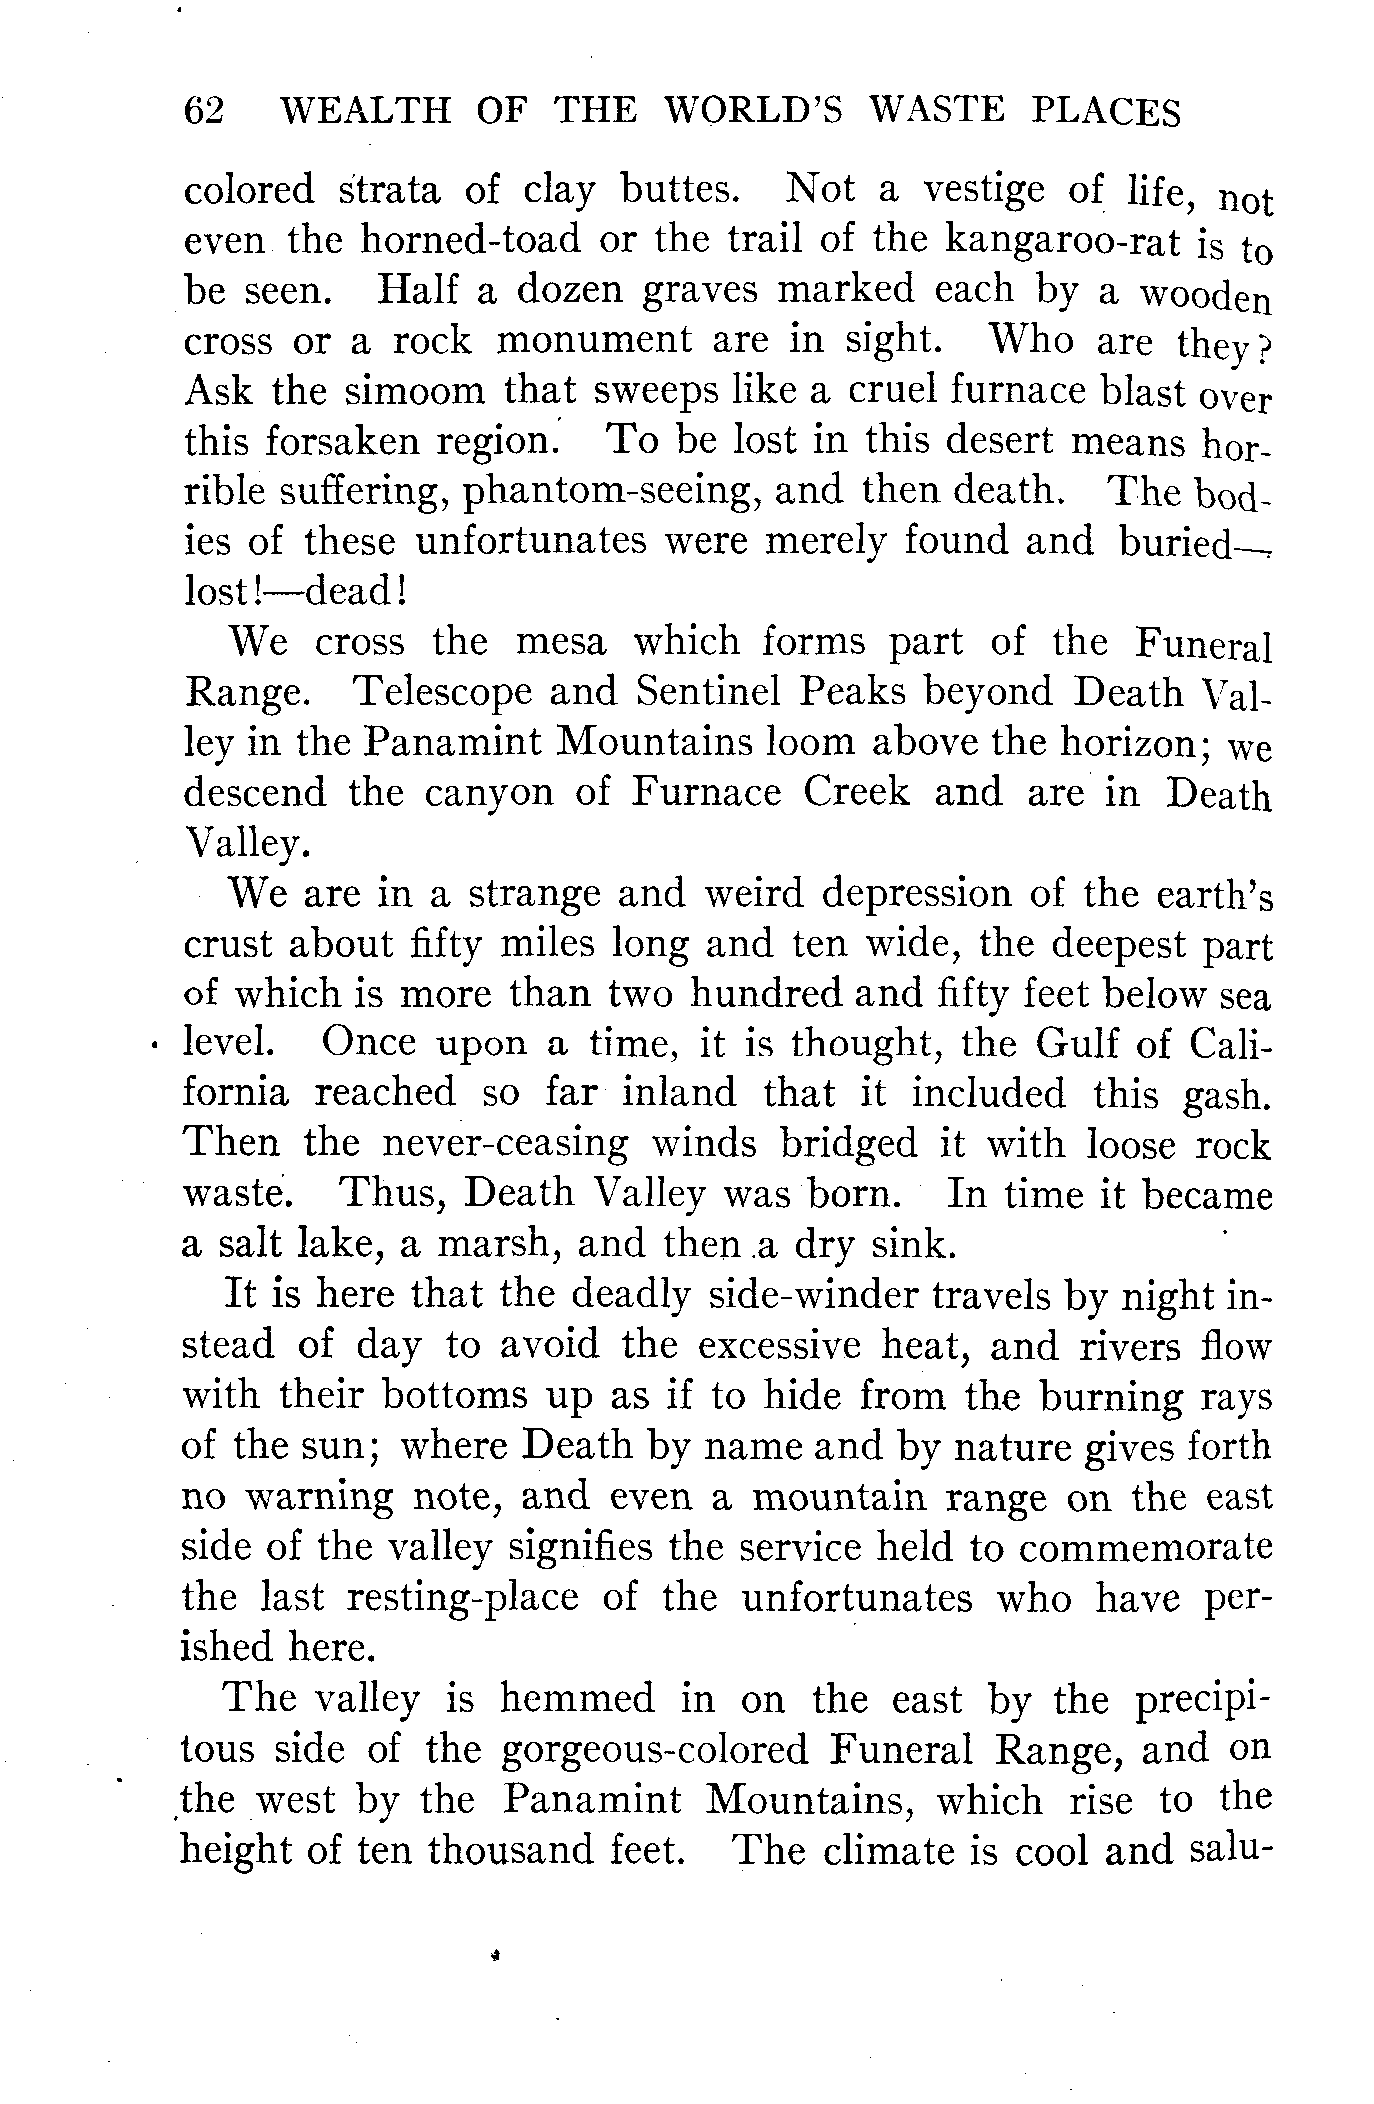 62 WEALTH OF THE WORLD'S WASTE PLACES
colored strata of clay buttes. Not a vestige of life, not
even the horned-toad or the trail of the kangaroo-rat is to
be seen. Half a dozen graves marked each by a wooden
cross or a rock monument are in sight. Who are they?
Ask the simoom that sweeps like a cruel furnace blast over
this forsaken region. To be lost in this desert means hor-
rible suffering, phantom-seeing, and then death. The bod-
ies of these unfortunates were merely found and buried—
lost!—dead!
We cross the mesa which forms part of the Funeral
Range. Telescope and Sentinel Peaks beyond Death Val-
ley in the Panamint Mountains loom above the horizon; we
descend the canyon of Furnace Creek and are in Death
Valley.
We are in a strange and weird depression of the earth's
crust about fifty miles long and ten wide, the deepest part
of which is more than two hundred and fifty feet below sea
level. Once upon a time, it is thought, the Gulf of Cali-
fornia reached so far inland that it included this gash.
Then the never-ceasing winds bridged it with loose rock
waste. Thus, Death Valley was born. In time it became
a salt lake, a marsh, and then a dry sink.
It is here that the deadly side-winder travels by night in-
stead of day to avoid the excessive heat, and rivers flow
with their bottoms up as if to hide from the burning rays
of the sun; where Death by name and by nature gives forth
no warning note, and even a mountain range on the east
side of the valley signifies the service held to commemorate
the last resting-place of the unfortunates who have per-
ished here.
The valley is hemmed in on the east by the precipi-
tous side of the gorgeous-colored Funeral Range, and on
the west by the Panamint Mountains, which rise to the
height of ten thousand feet. The climate is cool and salu-